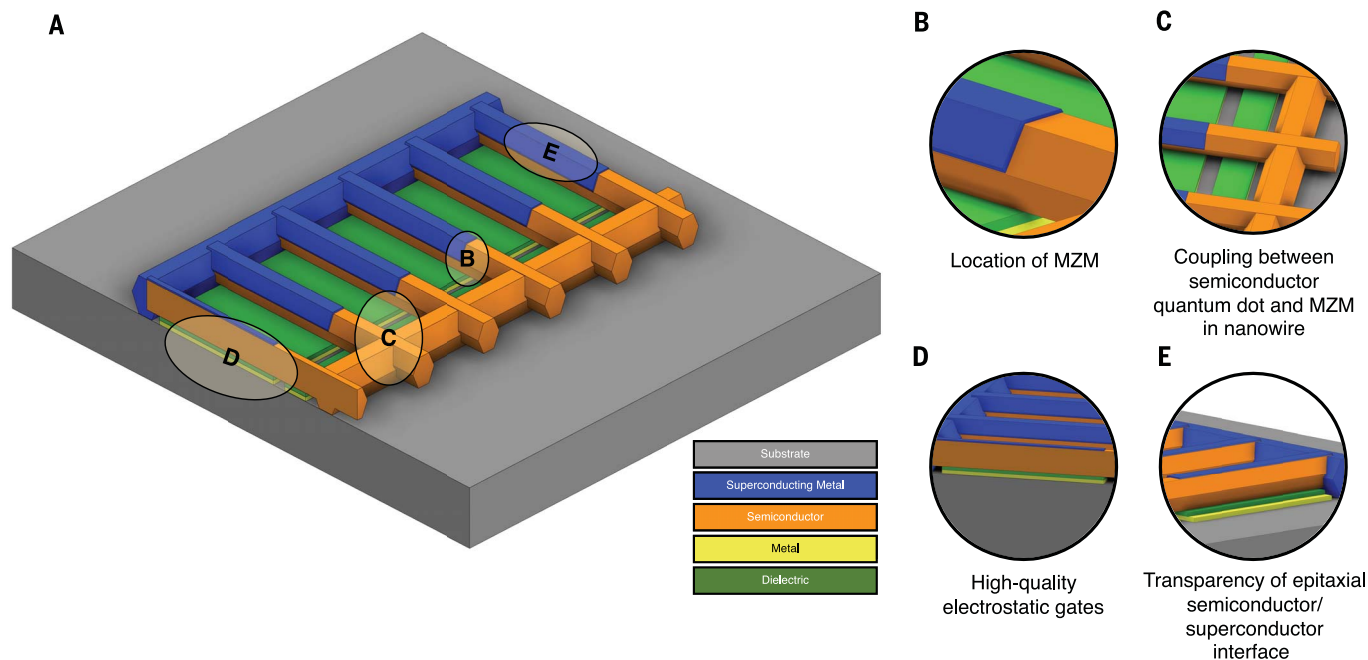 A
E
B
C
D
Substrate
Superconducting Metal
Semiconductor
Metal
Dielectric
B
Location of MZM
C
Coupling between
semiconductor
quantum dot and MZM
in nanowire
D
High-quality
electrostatic gates
E
Transparency of epitaxial
semiconductor/
superconductor
interface